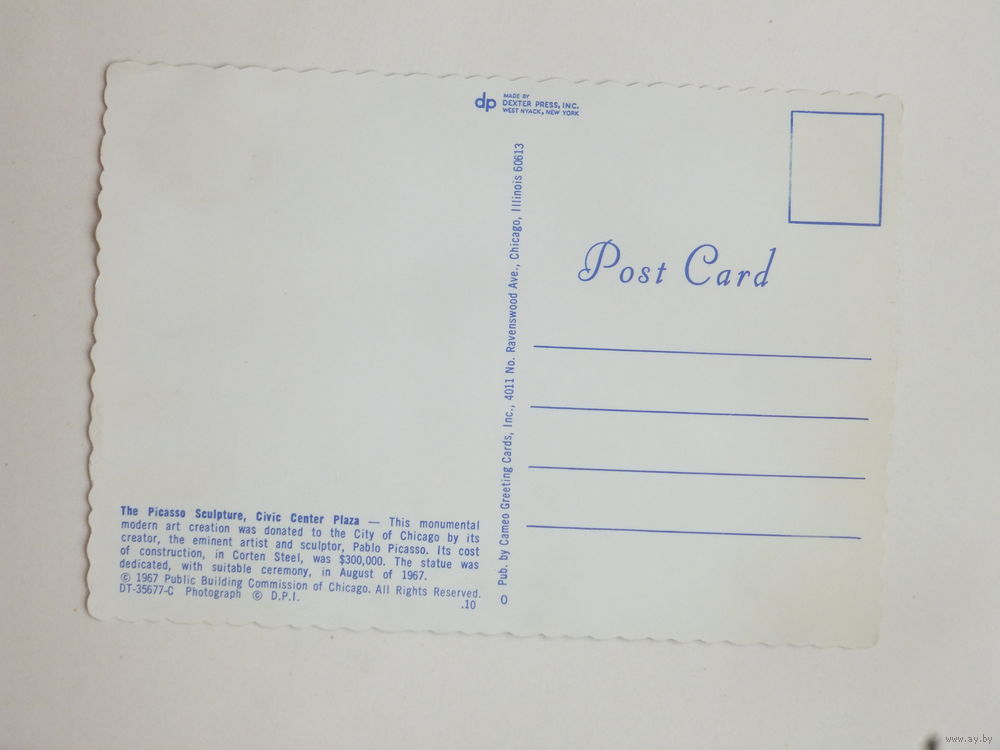 dp MADE BY
DEXTER PRESS, INC.
WEST NYACK, NEW YORK
Post Card
Pub. by Cameo Greeting Cards, Inc., 4011 No. Ravenswood Ave., Chicago, Illinois 60613
O
The Picasso Sculpture, Civic Center Plaza — This monumental
modern art creation was donated to the City of Chicago by its
creator, the eminent artist and sculptor, Pablo Picasso. Its cost
of construction, in Corten Steel, was $300,000. The statue was
dedicated, with suitable ceremony, in August of 1967.
© 1967 Public Building Commission of Chicago. All Rights Reserved.
DT-35677-C Photograph © D.P.I. .10
www.ay.by